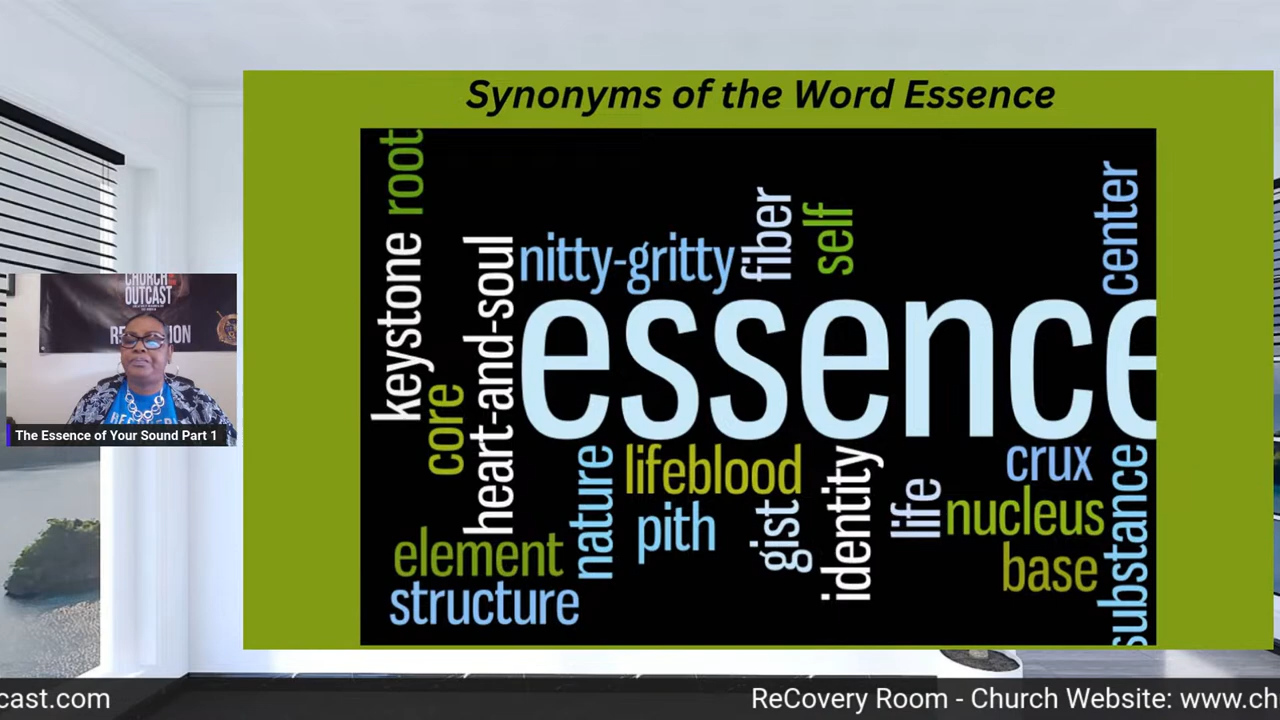 Synonyms of the Word Essence
root
keystone
core
heart-and-soul
nitty-gritty
fiber
self
center
essence
nature
lifeblood
pith
gist
identity
life
crux
nucleus
base
substance
element
structure
CHURCH
OUTCAST
The Essence of Your Sound Part 1
cast.com
ReCovery Room - Church Website: www.ch